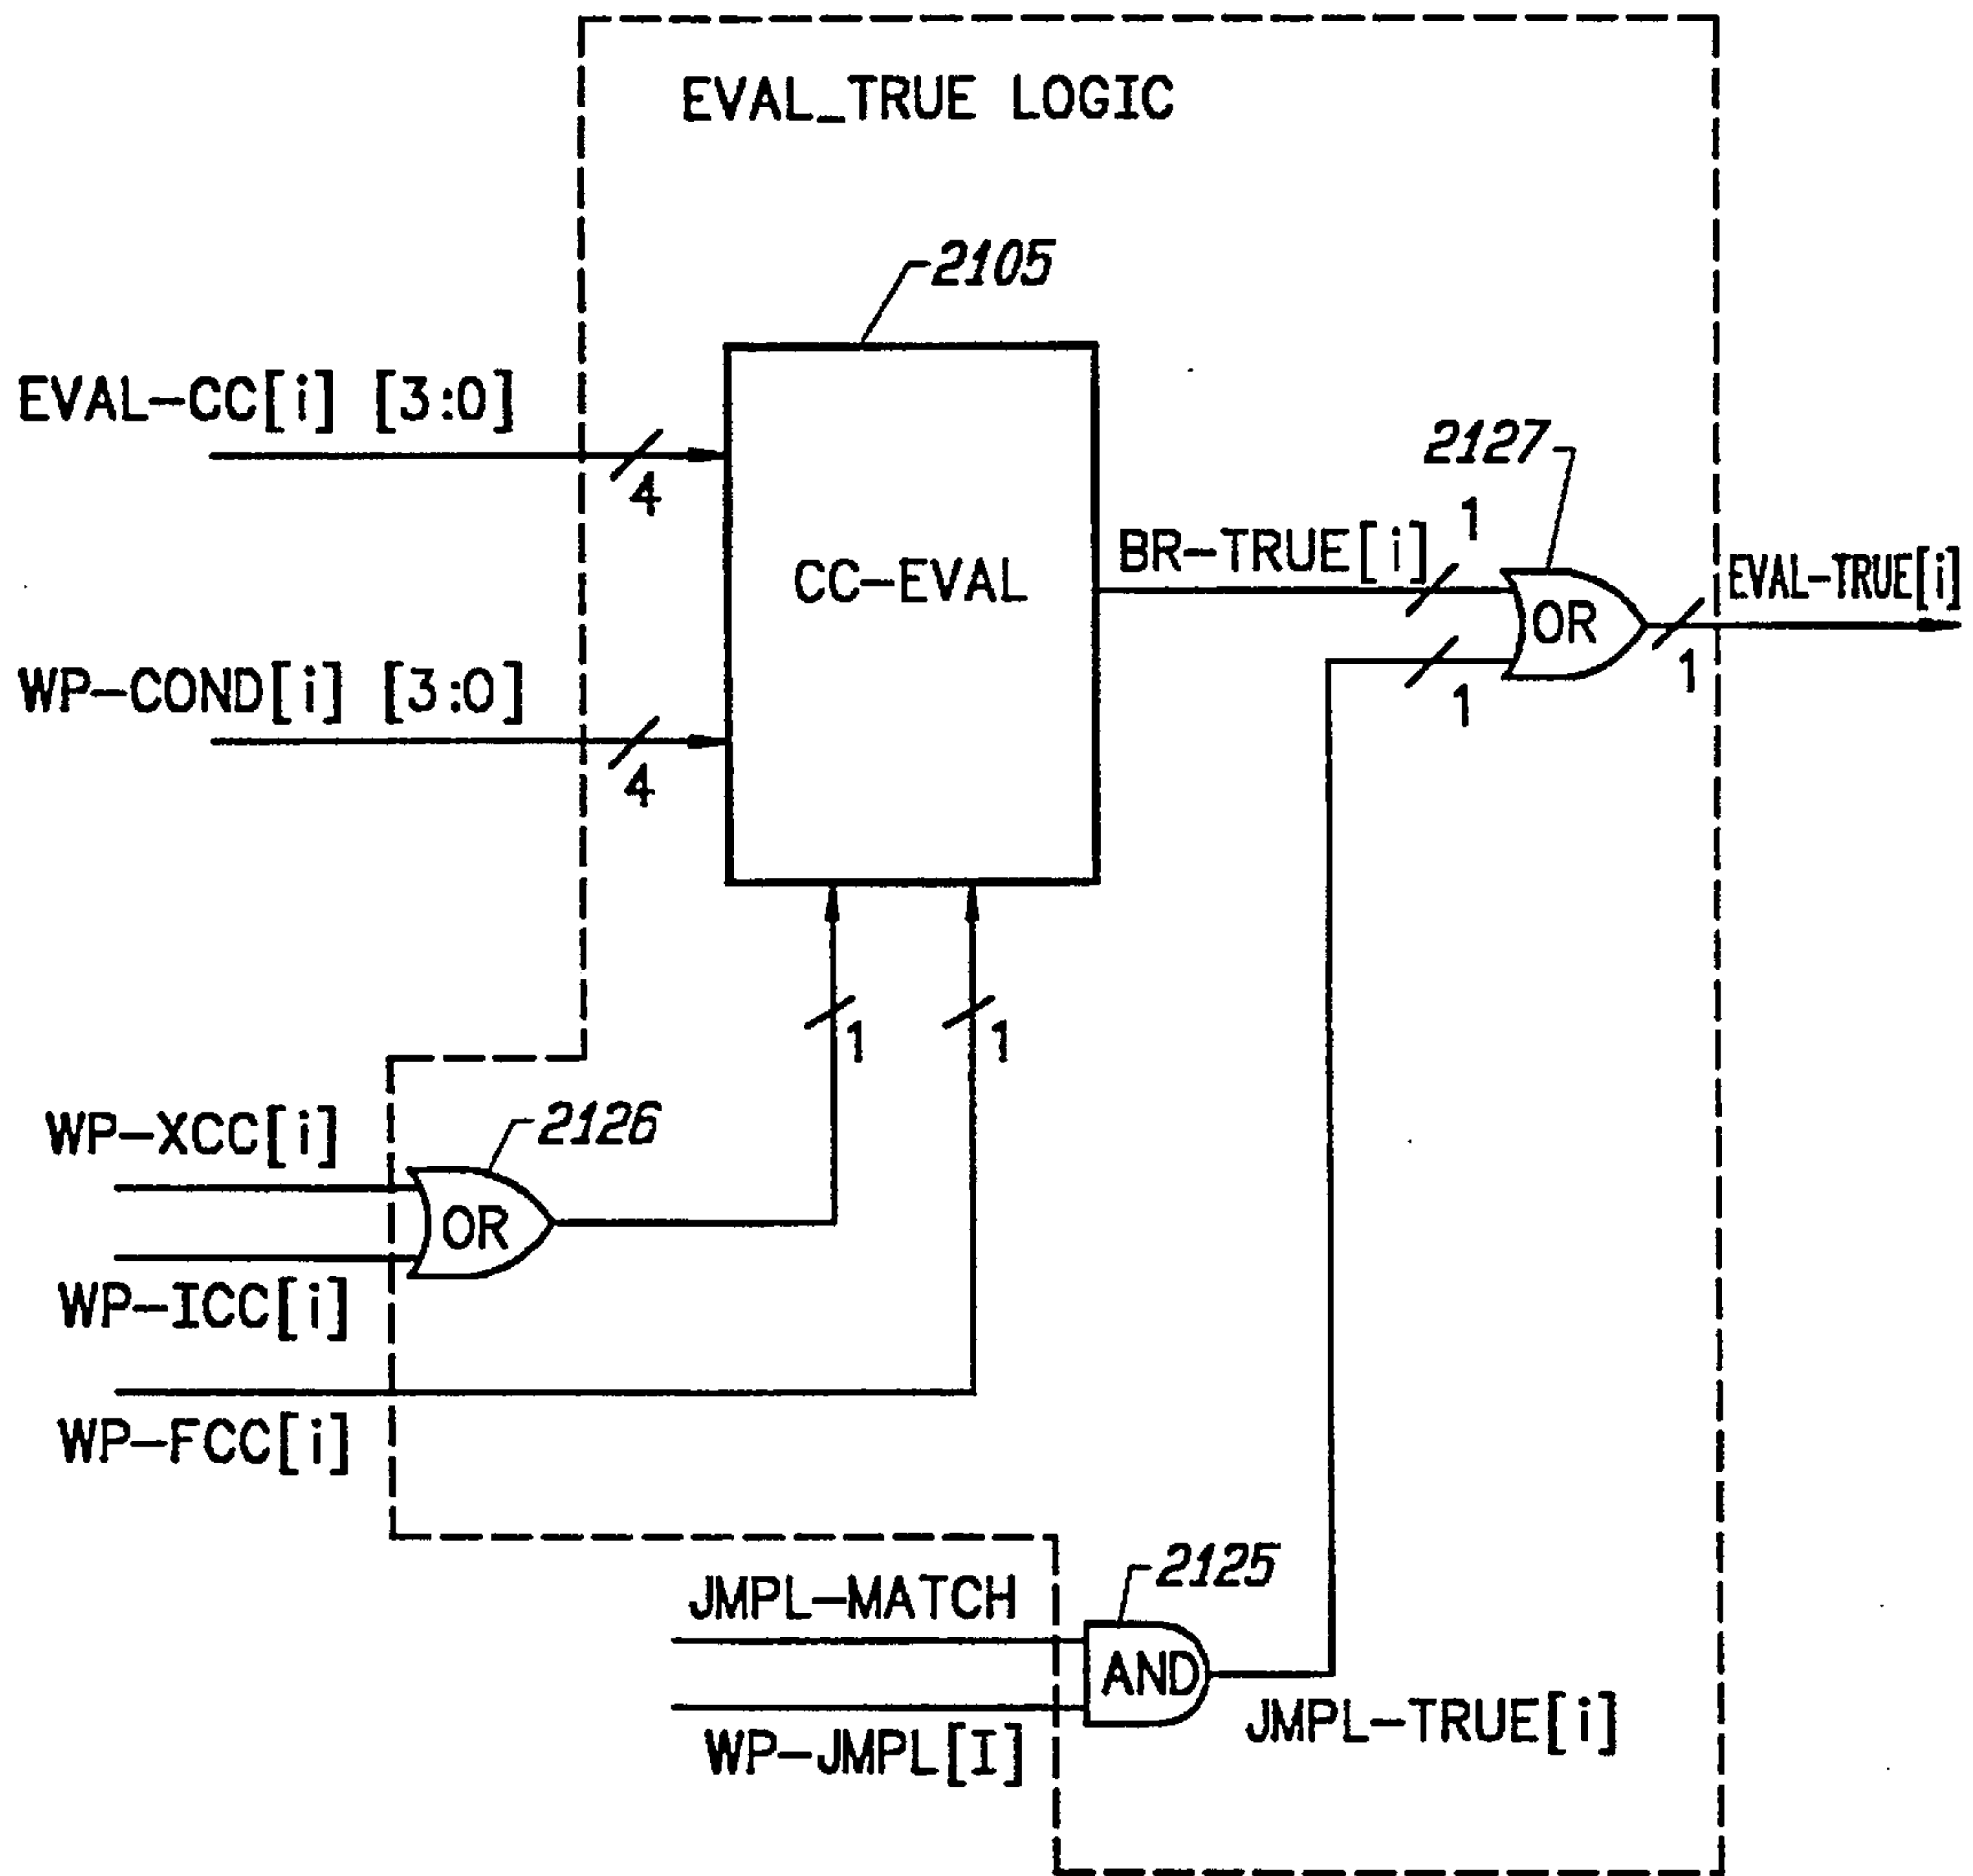 EVAL_TRUE LOGIC
2105
EVAL-CC[i] [3:0]
4
2127
1
BR-TRUE[i]
CC-EVAL
OR
EVAL-TRUE[i]
1
1
WP-COND[i] [3:0]
4
1
1
WP-XCC[i]
2126
OR
WP-ICC[i]
WP-FCC[i]
2125
JMPL-MATCH
AND
WP-JMPL[I]
JMPL-TRUE[i]